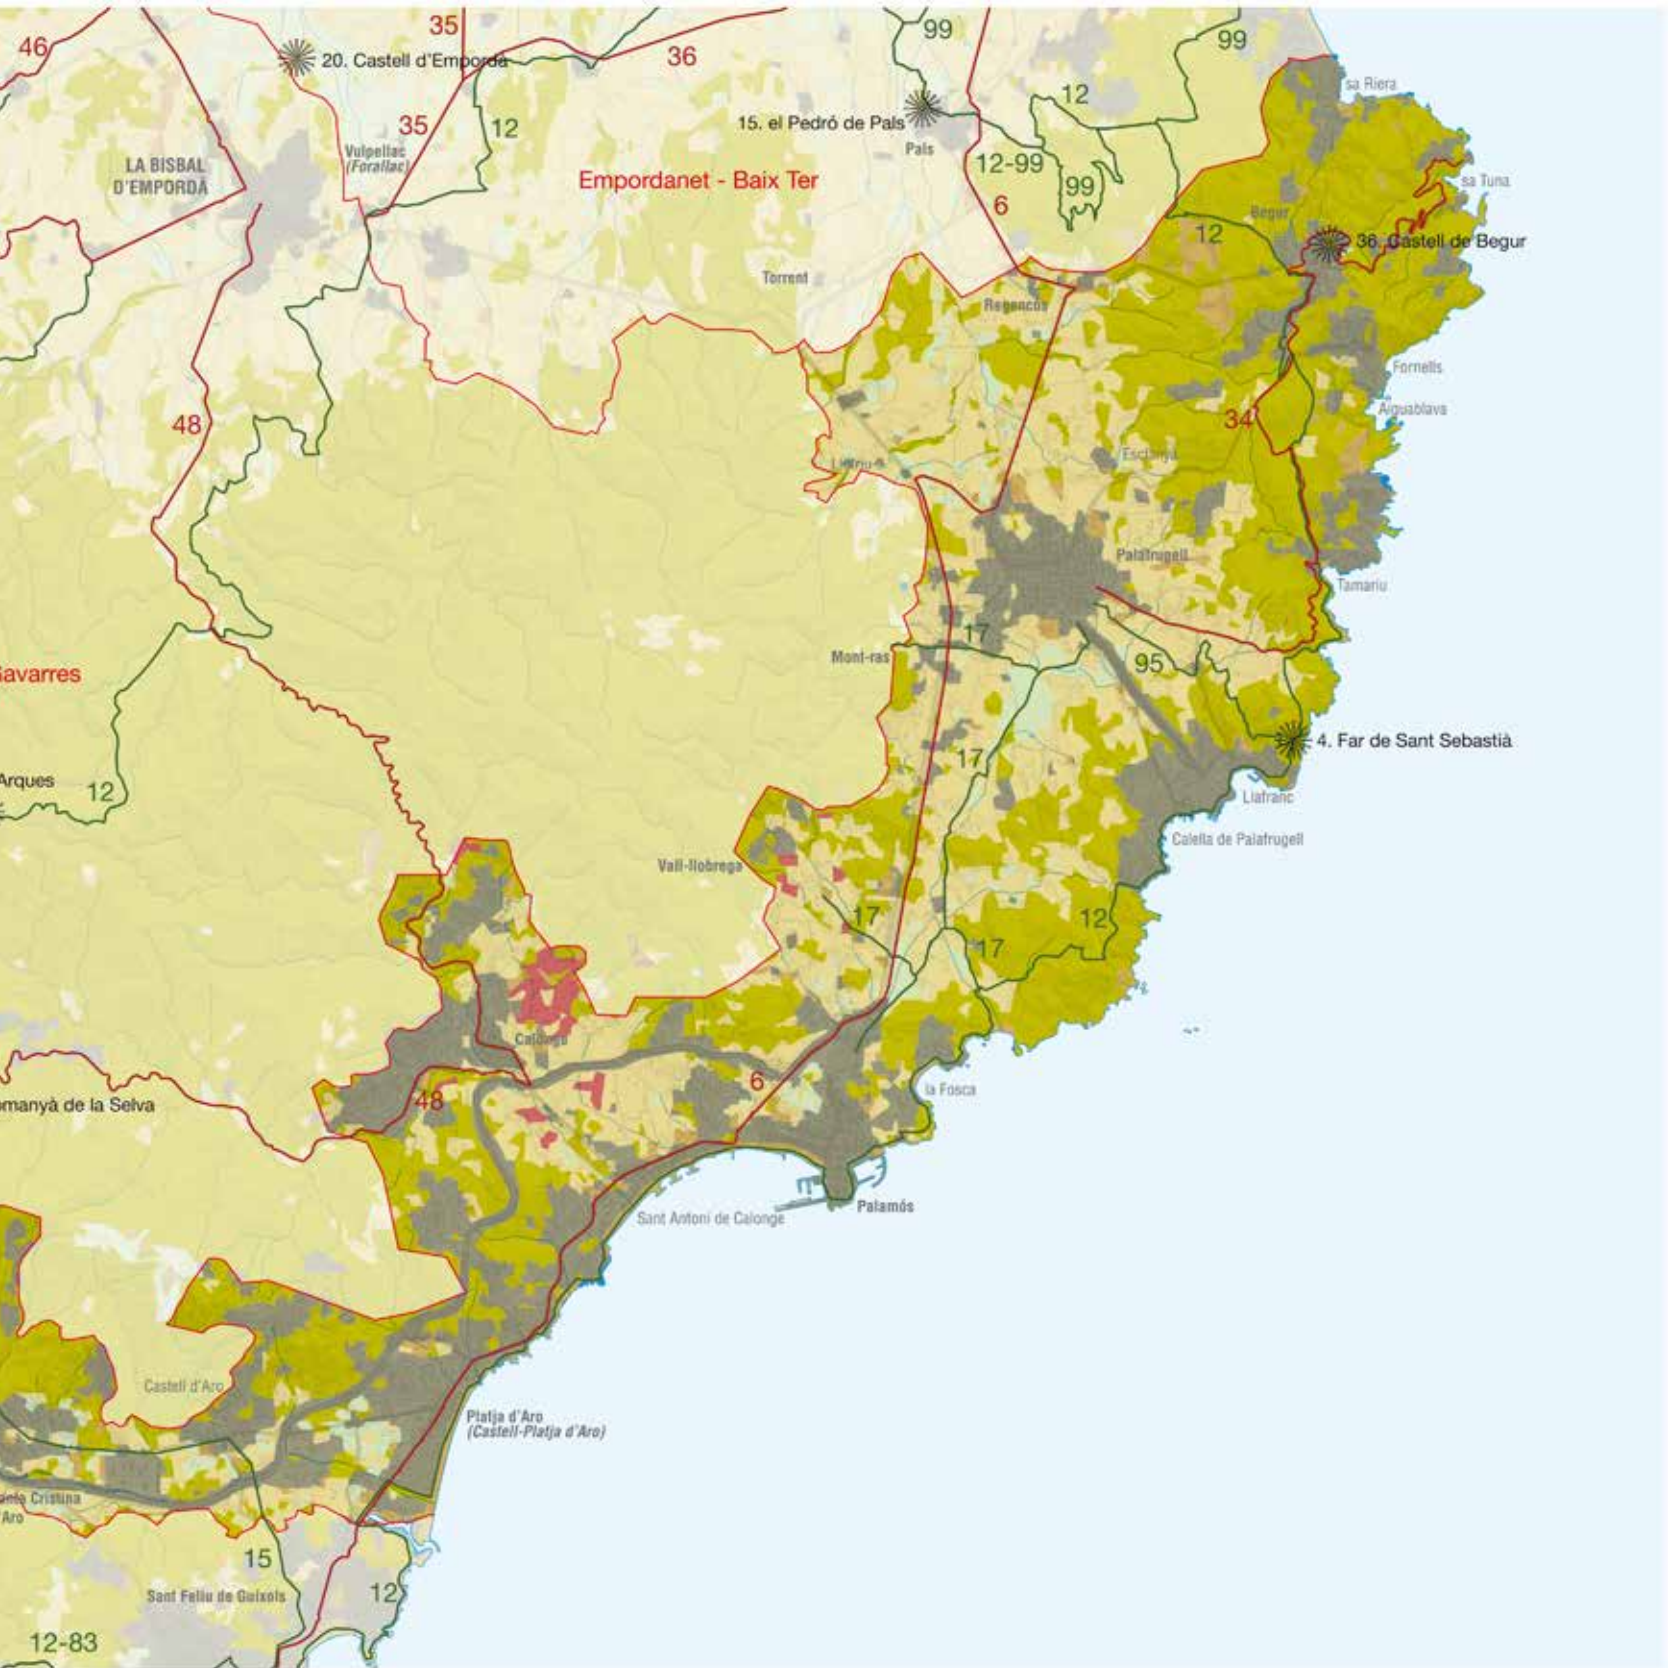 46
35
20. Castell d'Empordà
36
99
99
sa Riera
12
35
12
15. el Pedró de Pals
Pals
Vulpellac
(Forallac)
LA BISBAL
D'EMPORDÀ
12-99
99
Empordanet - Baix Ter
6
sa Tuna
Begur
12
36. Castell de Begur
Torrent
Regencós
Fornells
Aiguablava
34
48
Esclanyà
Palafrugell
Tamariu
17
Mont-ras
95
avarres
4. Far de Sant Sebastià
17
Arques
12
Llafranc
Calella de Palafrugell
Vall-llobrega
17
12
17
Calonge
6
la Fosca
48
manyà de la Selva
Palamós
Sant Antoni de Calonge
Castell d'Aro
Platja d'Aro
(Castell-Platja d'Aro)
Cristina
Aro
15
Sant Feliu de Guíxols
12
12-83